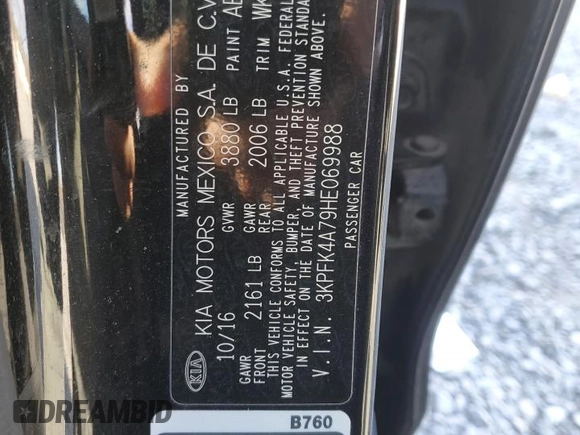 MANUFACTURED BY
KIA KIA MOTORS MEXICO S.A. DE C.V
10/16 GVWR 3880 LB PAINT AB
GAWR FRONT 2161 LB GAWR REAR 2006 LB TRIM WK
THIS VEHICLE CONFORMS TO ALL APPLICABLE U.S.A. FEDERAL
MOTOR VEHICLE SAFETY, BUMPER, AND THEFT PREVENTION STANDA
IN EFFECT ON THE DATE OF MANUFACTURE SHOWN ABOVE.
V.I.N. 3KPFK4A79HE069988
PASSENGER CAR
B760
DREAMBID